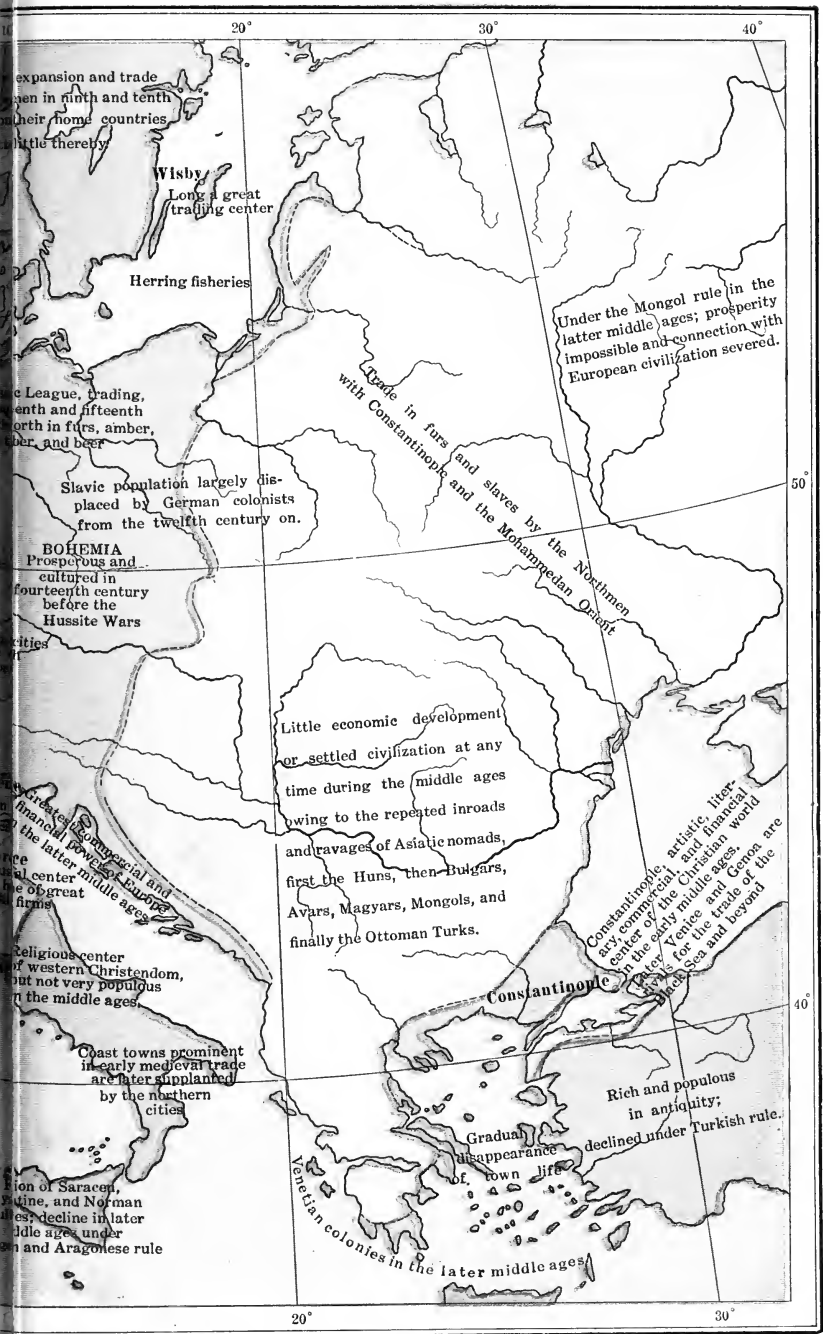 20°
30°
40°
expansion and trade
men in ninth and tenth
their home countries
little thereby.
Wisby
Long a great
trading center
Herring fisheries
Under the Mongol rule in the
latter middle ages; prosperity
impossible and connection with
European civilization severed.
Trade in furs and slaves by the Northmen
with Constantinople and the Mohammedan Orient
c League, trading,
enth and fifteenth
orth in furs, amber,
ber, and beer
50°
Slavic population largely dis-
placed by German colonists
from the twelfth century on.
BOHEMIA
Prosperous and
cultured in
fourteenth century
before the
Hussite Wars
cities
Little economic development
or settled civilization at any
time during the middle ages
owing to the repeated inroads
and ravages of Asiatic nomads,
first the Huns, then Bulgars,
Avars, Magyars, Mongols, and
finally the Ottoman Turks.
Greatest commercial and
financial power of Europe
in the latter middle ages
center
of great
firms
Constantinople, artistic, liter-
ary, commercial, and financial
center of the Christian world
in the early middle ages.
Later Venice and Genoa are
rivals for the trade of the
Black Sea and beyond
Religious center
of western Christendom,
but not very populous
in the middle ages.
Constantinople
40°
Coast towns prominent
in early medieval trade
are later supplanted
by the northern
cities
Rich and populous
in antiquity;
declined under Turkish rule.
Gradual
disappearance
of town life
Venetian colonies in the later middle ages
ion of Saracen,
tine, and Norman
es; decline in later
ddle ages under
n and Aragonese rule
20°
30°